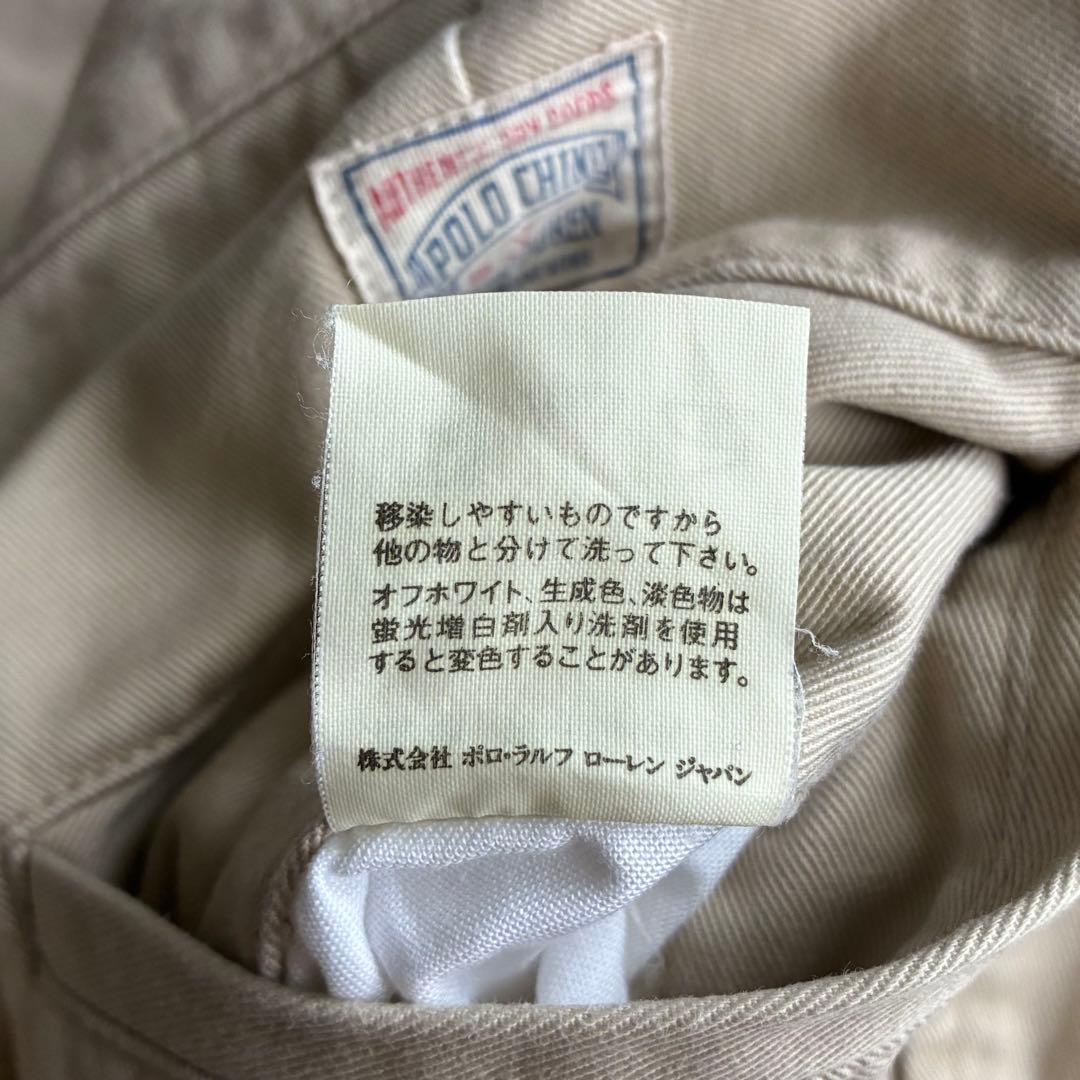 AUTHENTIC DRY GOODS
POLO CHINO
移染しやすいものですから
他の物と分けて洗って下さい。
オフホワイト、生成色、淡色物は
蛍光増白剤入り洗剤を使用
すると変色することがあります。
株式会社 ポロ・ラルフ ローレン ジャパン